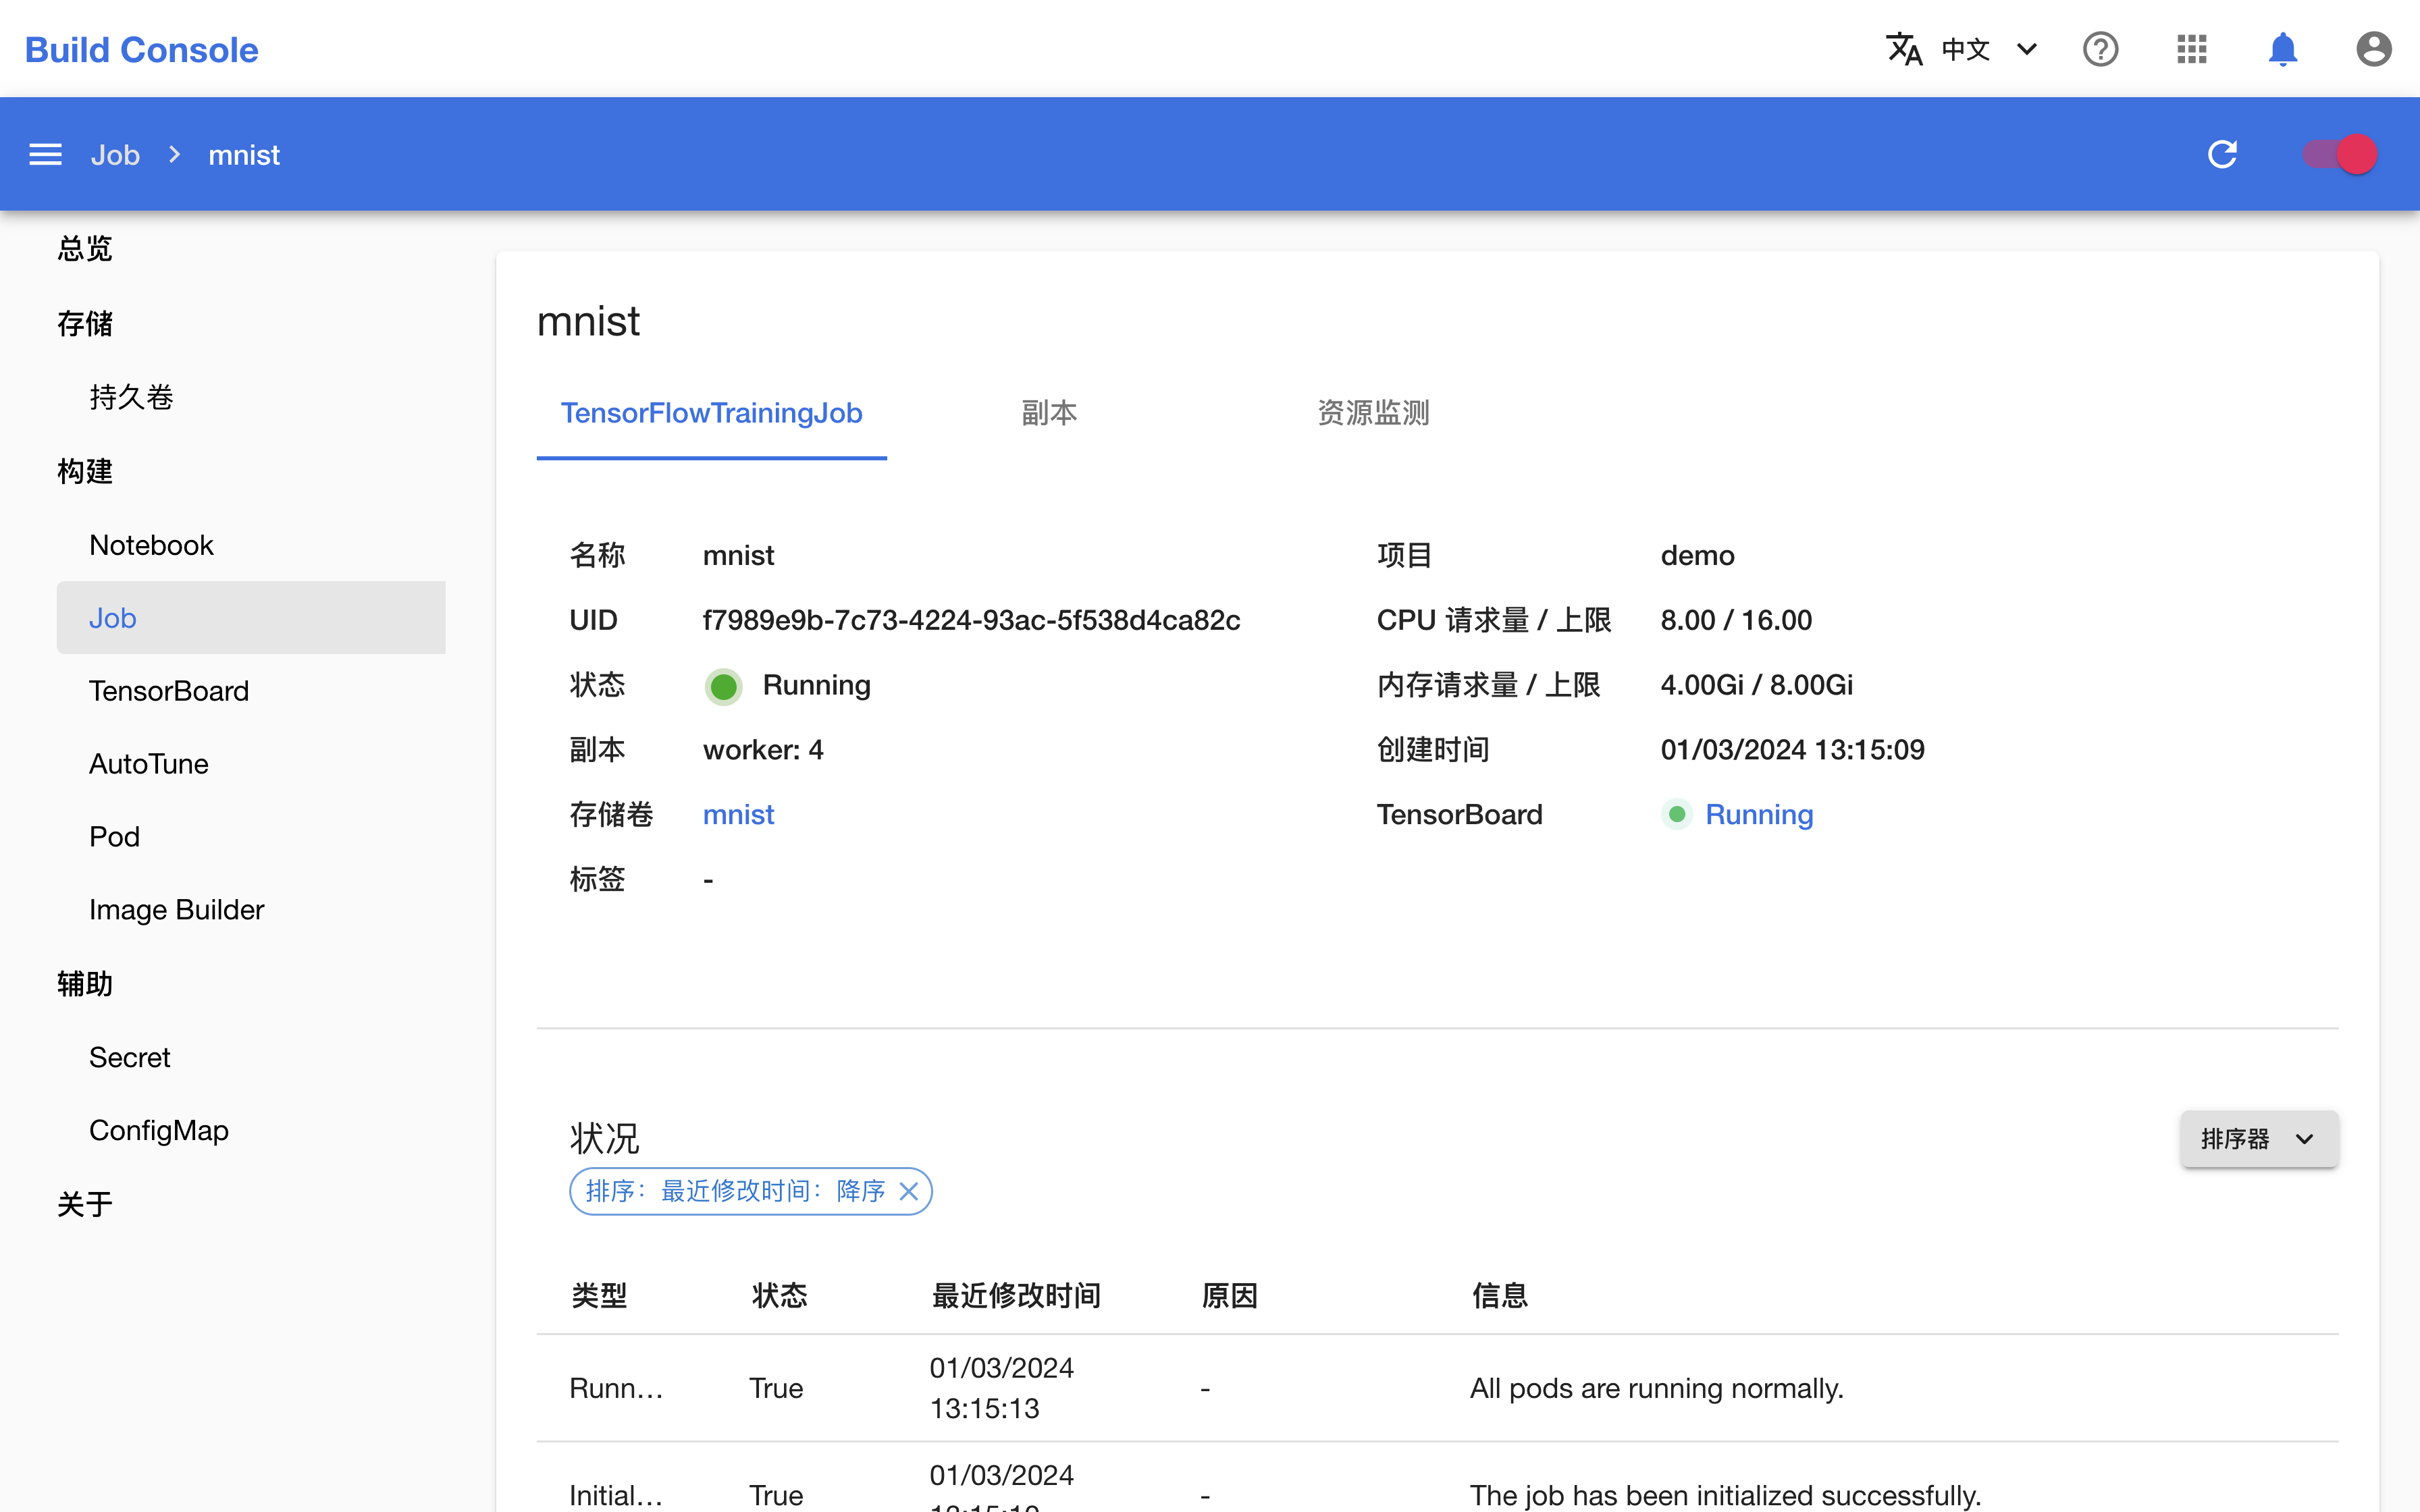 Build Console
中文
Job > mnist
总览
存储
持久卷
构建
Notebook
Job
TensorBoard
AutoTune
Pod
Image Builder
辅助
Secret
ConfigMap
关于
mnist
TensorFlowTrainingJob 副本 资源监测
名称 mnist 项目 demo
UID f7989e9b-7c73-4224-93ac-5f538d4ca82c CPU 请求量 / 上限 8.00 / 16.00
状态 Running 内存请求量 / 上限 4.00Gi / 8.00Gi
副本 worker: 4 创建时间 01/03/2024 13:15:09
存储卷 mnist TensorBoard Running
标签 -
状况
排序器
排序：最近修改时间：降序
类型 状态 最近修改时间 原因 信息
Runn... True 01/03/2024 - All pods are running normally.
13:15:13
Initial... True 01/03/2024 - The job has been initialized successfully.